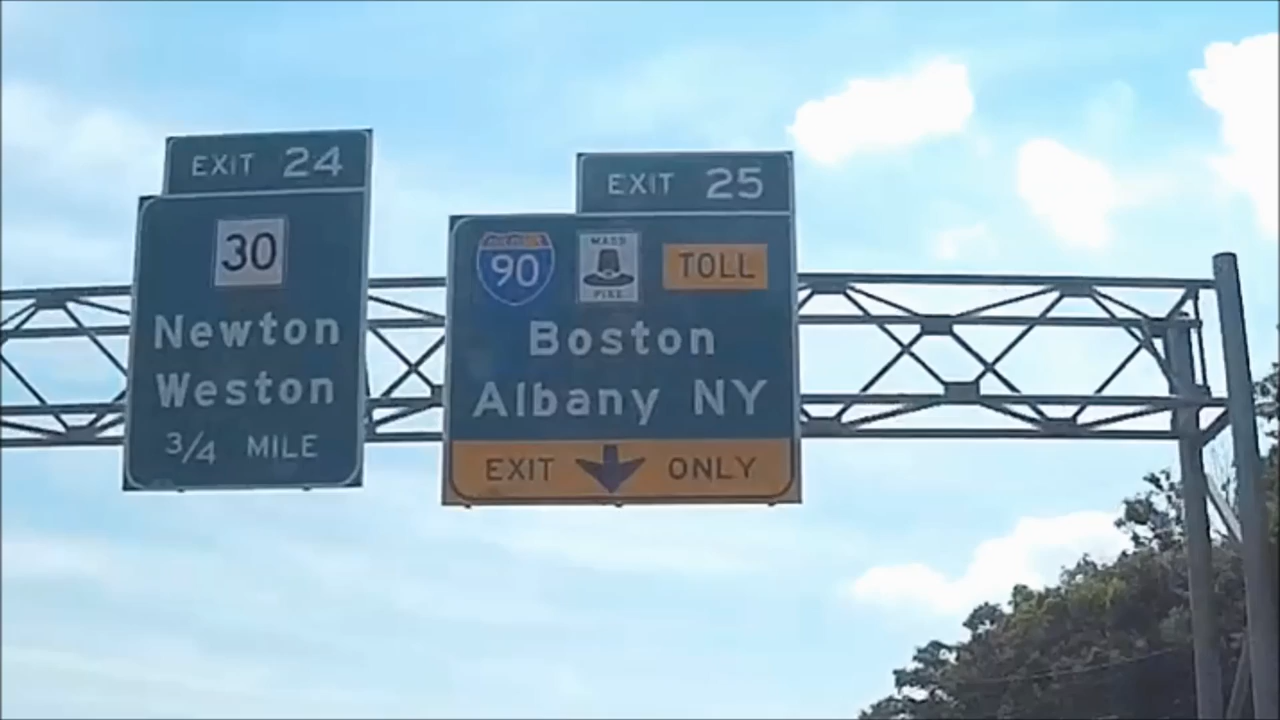 EXIT 24
30
Newton
Weston
3/4 MILE
EXIT 25
90
MASS
PIKE
TOLL
Boston
Albany NY
EXIT ONLY